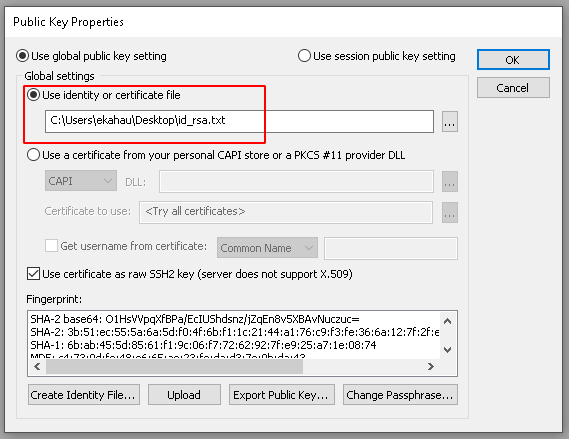 Public Key Properties
Use global public key setting
Use session public key setting
OK
Cancel
Global settings
Use identity or certificate file
C:\Users\ekahau\Desktop\id_rsa.txt
...
Use a certificate from your personal CAPI store or a PKCS #11 provider DLL
CAPI
DLL:
...
Certificate to use:
<Try all certificates>
...
Get username from certificate:
Common Name
Use certificate as raw SSH2 key (server does not support X.509)
Fingerprint:
SHA-2 base64: O1HsVVpqXfBPa/EcIUShdsnz/jZqEn8v5XBAvNuczuc=
SHA-2: 3b:51:ec:55:5a:6a:5d:f0:4f:6b:f1:1c:21:44:a1:76:c9:f3:fe:36:6a:12:7f:2f:e
SHA-1: 6b:ab:45:5d:85:61:f1:9c:06:f7:72:62:92:7f:e9:25:a7:1e:08:74
Create Identity File...
Upload
Export Public Key...
Change Passphrase...